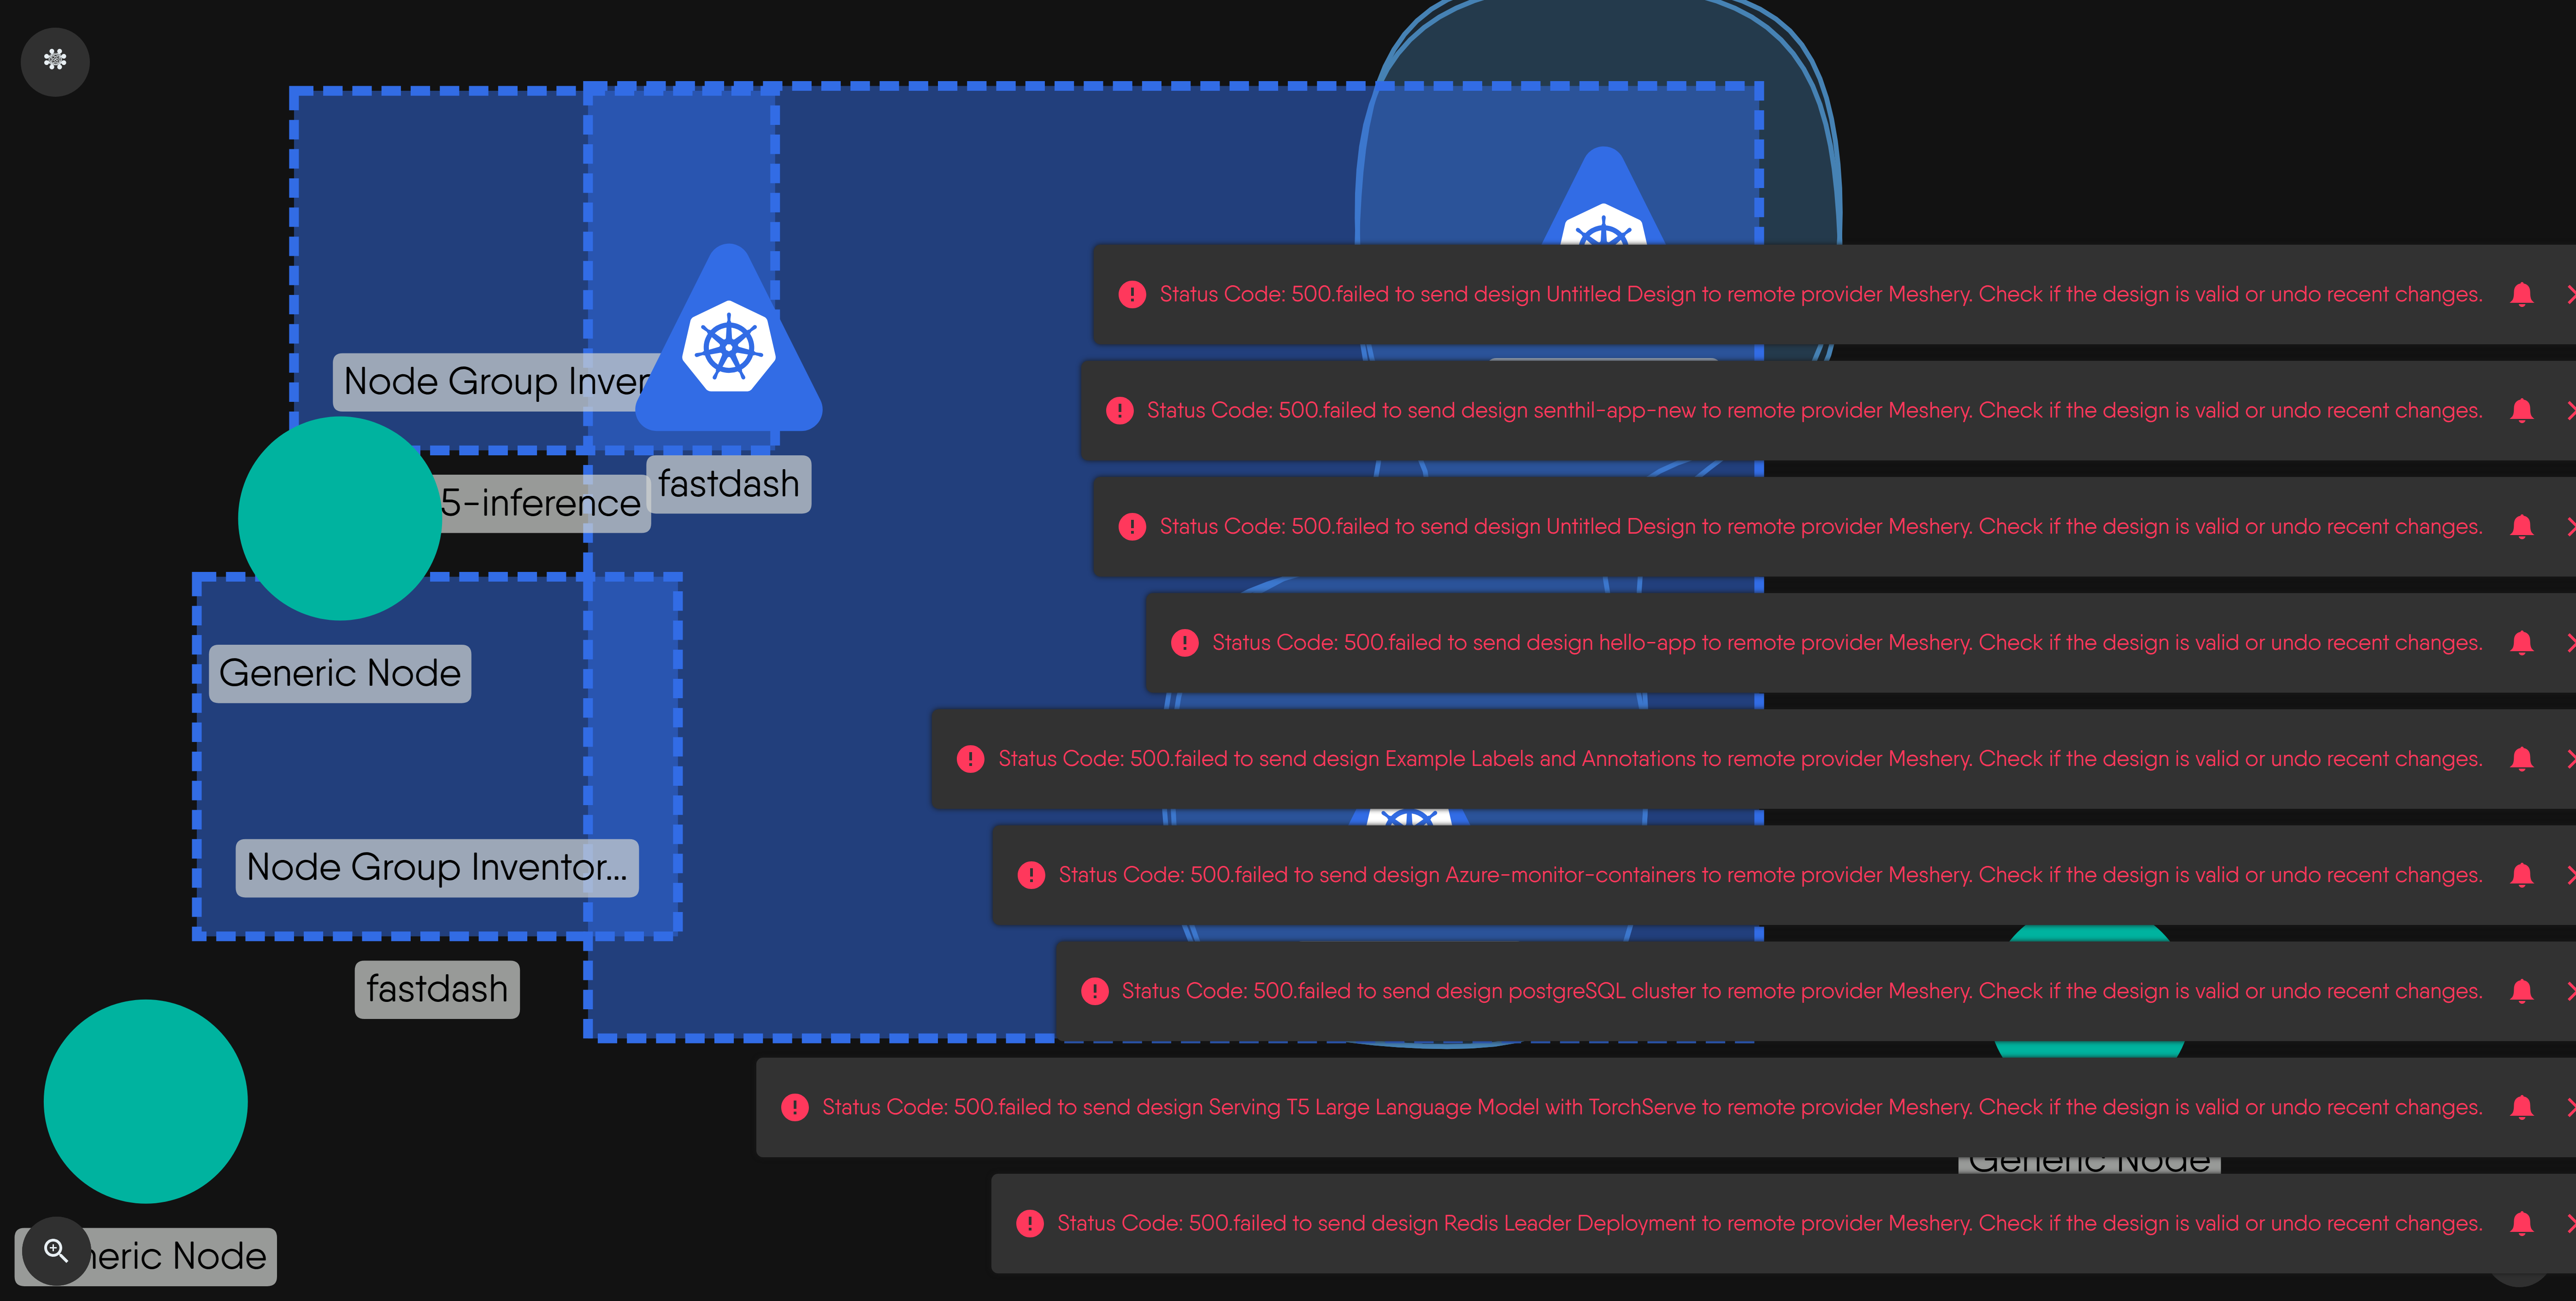 Status Code: 500.failed to send design Untitled Design to remote provider Meshery. Check if the design is valid or undo recent changes.
Node Group Inver
Status Code: 500.failed to send design senthil-app-new to remote provider Meshery. Check if the design is valid or undo recent changes.
fastdash
5-inference
Status Code: 500.failed to send design Untitled Design to remote provider Meshery. Check if the design is valid or undo recent changes.
Status Code: 500.failed to send design hello-app to remote provider Meshery. Check if the design is valid or undo recent changes.
Generic Node
Status Code: 500.failed to send design Example Labels and Annotations to remote provider Meshery. Check if the design is valid or undo recent changes.
Node Group Inventor...
Status Code: 500.failed to send design Azure-monitor-containers to remote provider Meshery. Check if the design is valid or undo recent changes.
fastdash
Status Code: 500.failed to send design postgreSQL cluster to remote provider Meshery. Check if the design is valid or undo recent changes.
Status Code: 500.failed to send design Serving T5 Large Language Model with TorchServe to remote provider Meshery. Check if the design is valid or undo recent changes.
Generic Node
Status Code: 500.failed to send design Redis Leader Deployment to remote provider Meshery. Check if the design is valid or undo recent changes.
neric Node